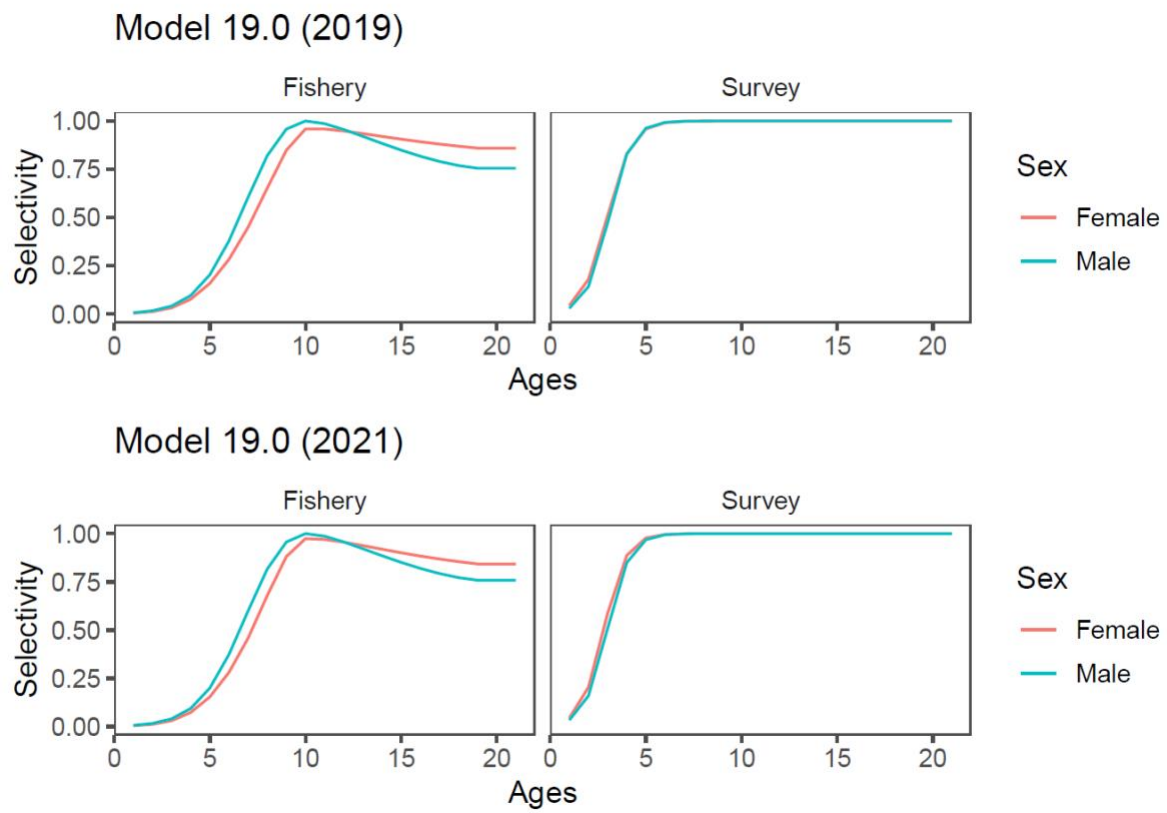 Model 19.0 (2019)
Fishery Survey
1.00
0.75
0.50
0.25
0.00
Selectivity
0 5 10 15 20 0 5 10 15 20
Ages
Sex
Female
Male
Model 19.0 (2021)
Fishery Survey
1.00
0.75
0.50
0.25
0.00
Selectivity
0 5 10 15 20 0 5 10 15 20
Ages
Sex
Female
Male